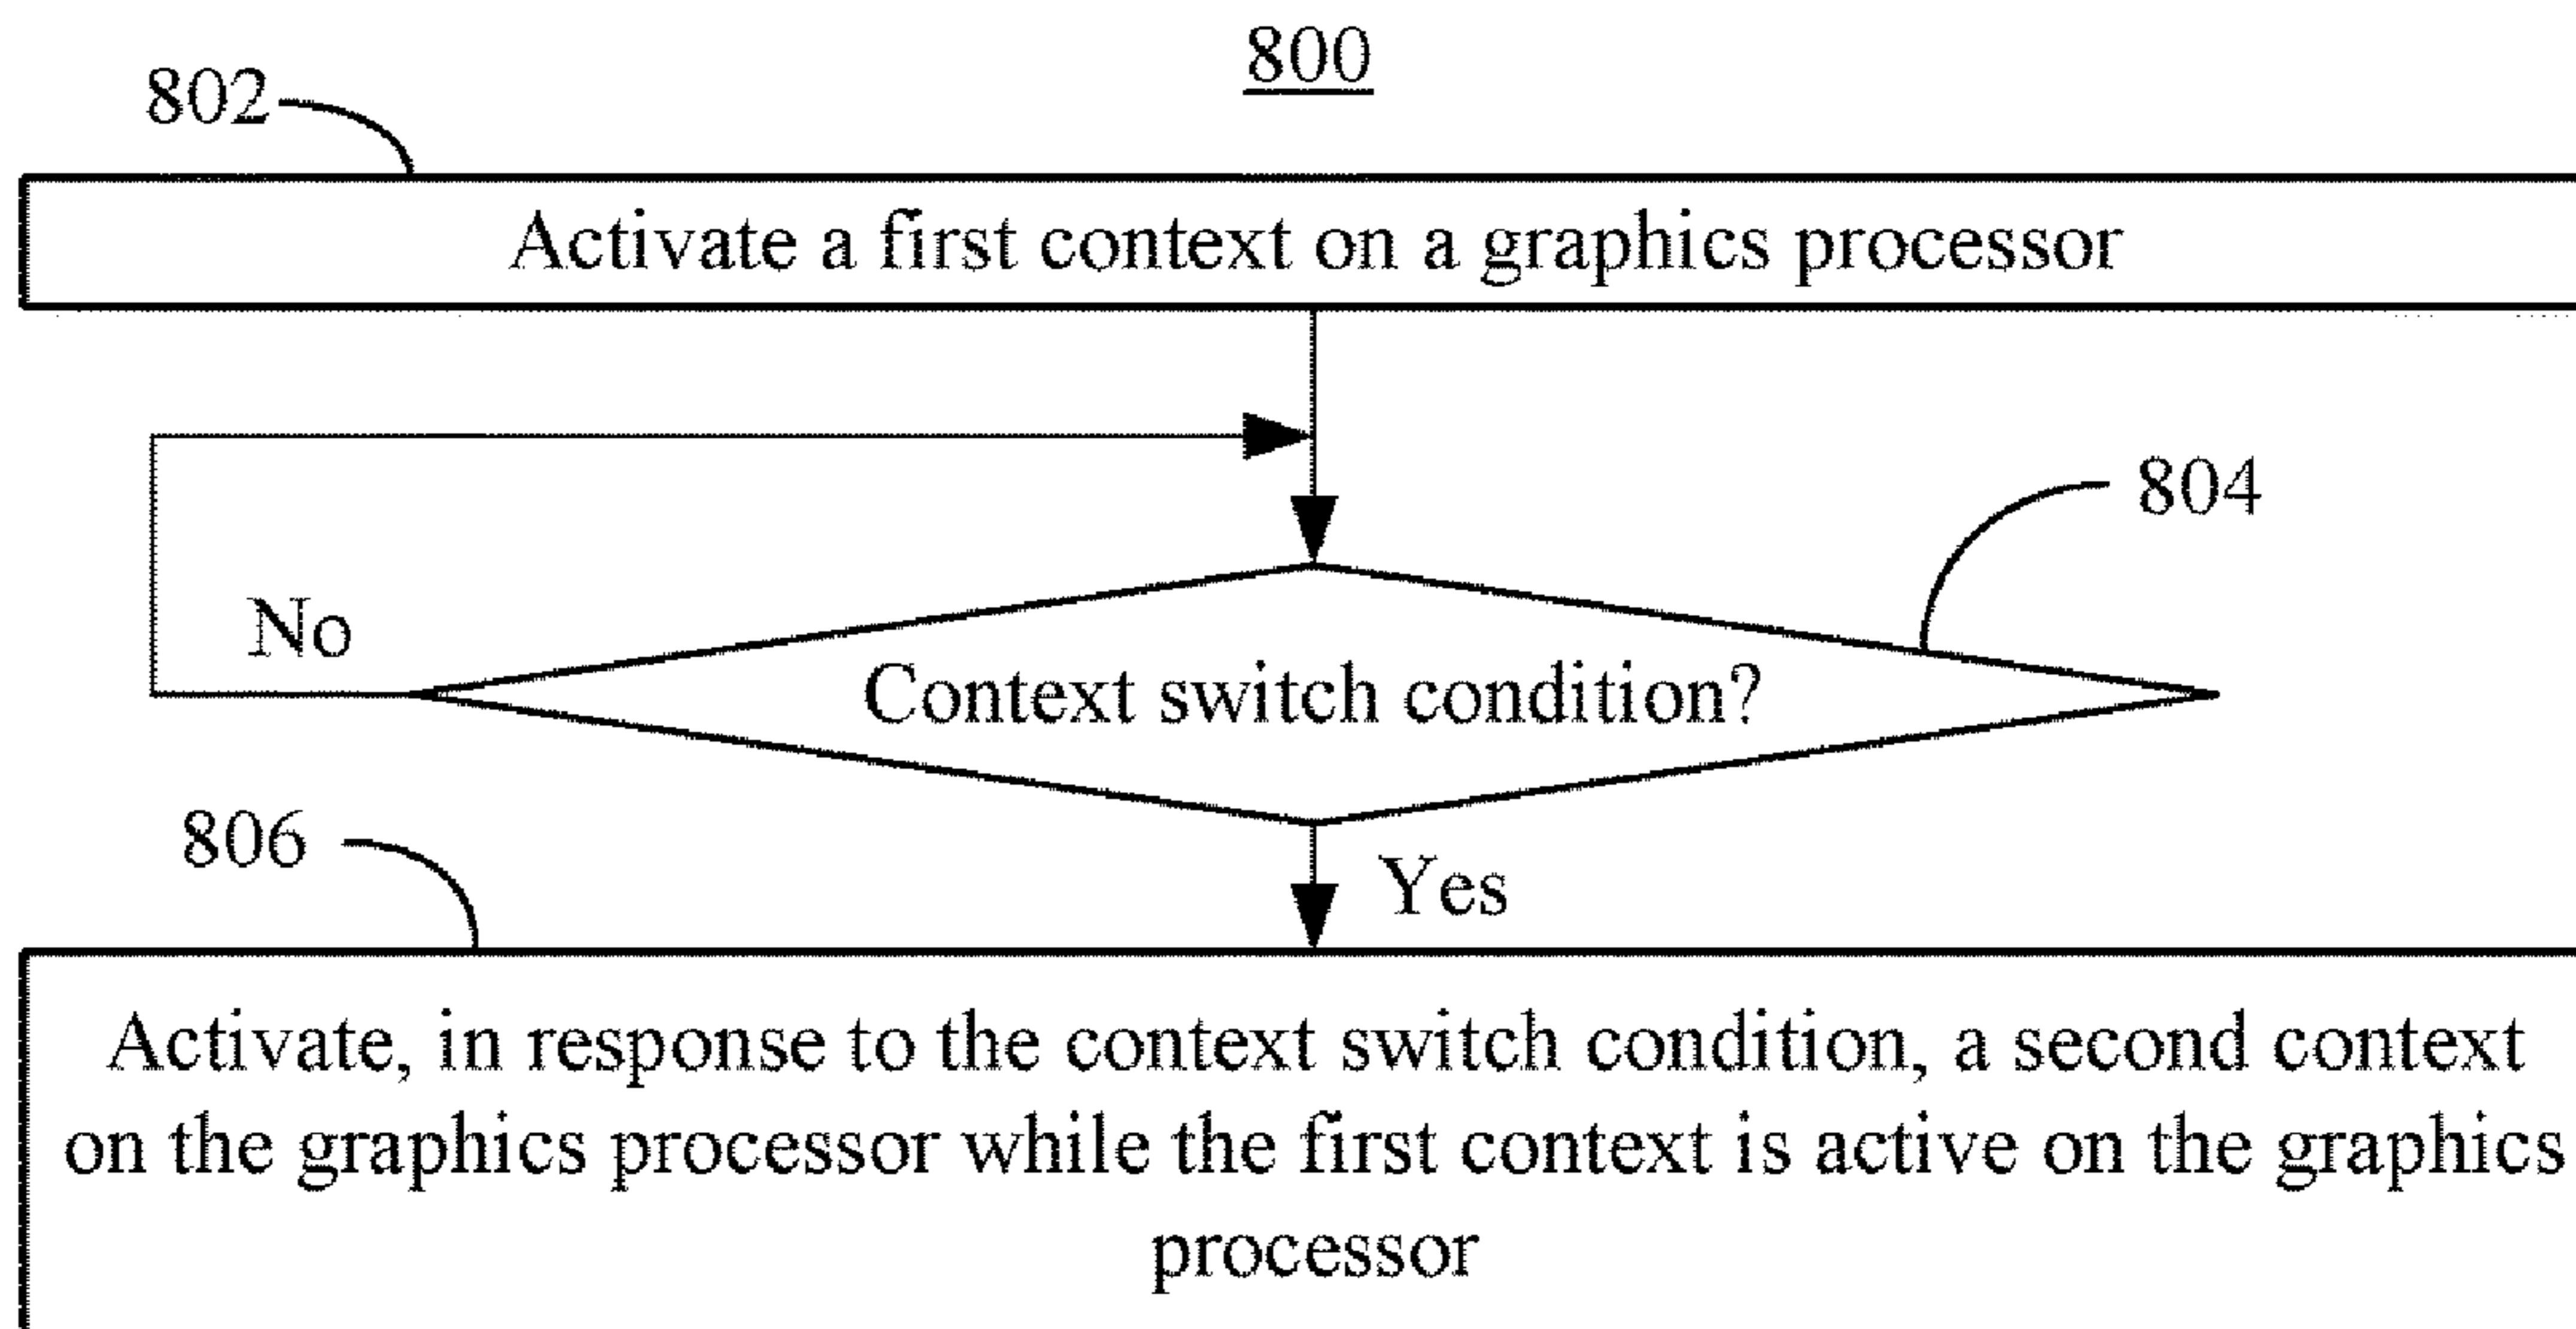 800
802
Activate a first context on a graphics processor
804
No
Context switch condition?
806
Yes
Activate, in response to the context switch condition, a second context
on the graphics processor while the first context is active on the graphics
processor